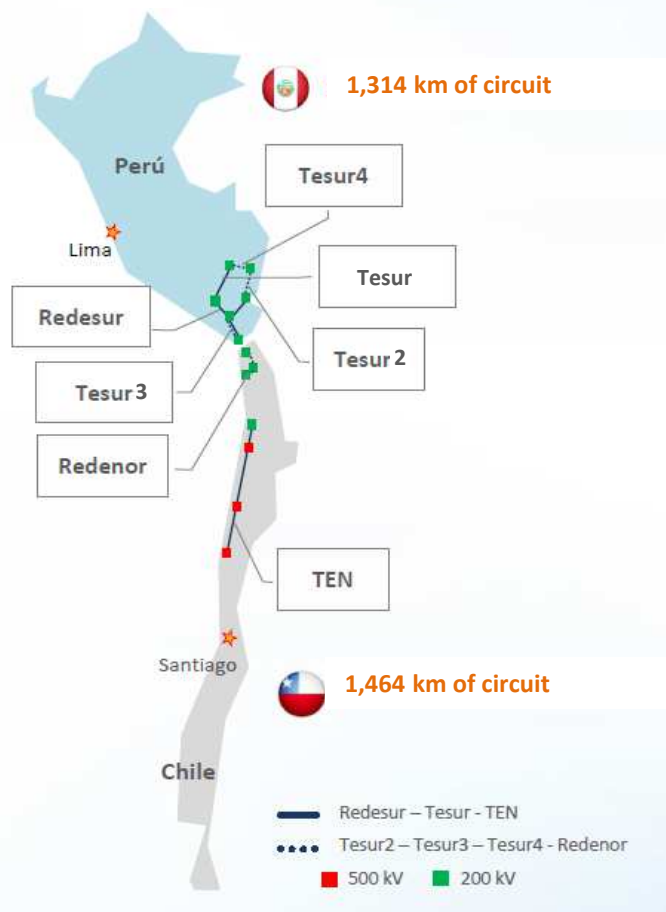 1,314 km of circuit
Perú
Tesur4
Lima
Tesur
Redesur
Tesur 2
Tesur 3
Redenor
TEN
Santiago
1,464 km of circuit
Chile
Redesur – Tesur - TEN
Tesur2 – Tesur3 – Tesur4 - Redenor
500 kV 200 kV